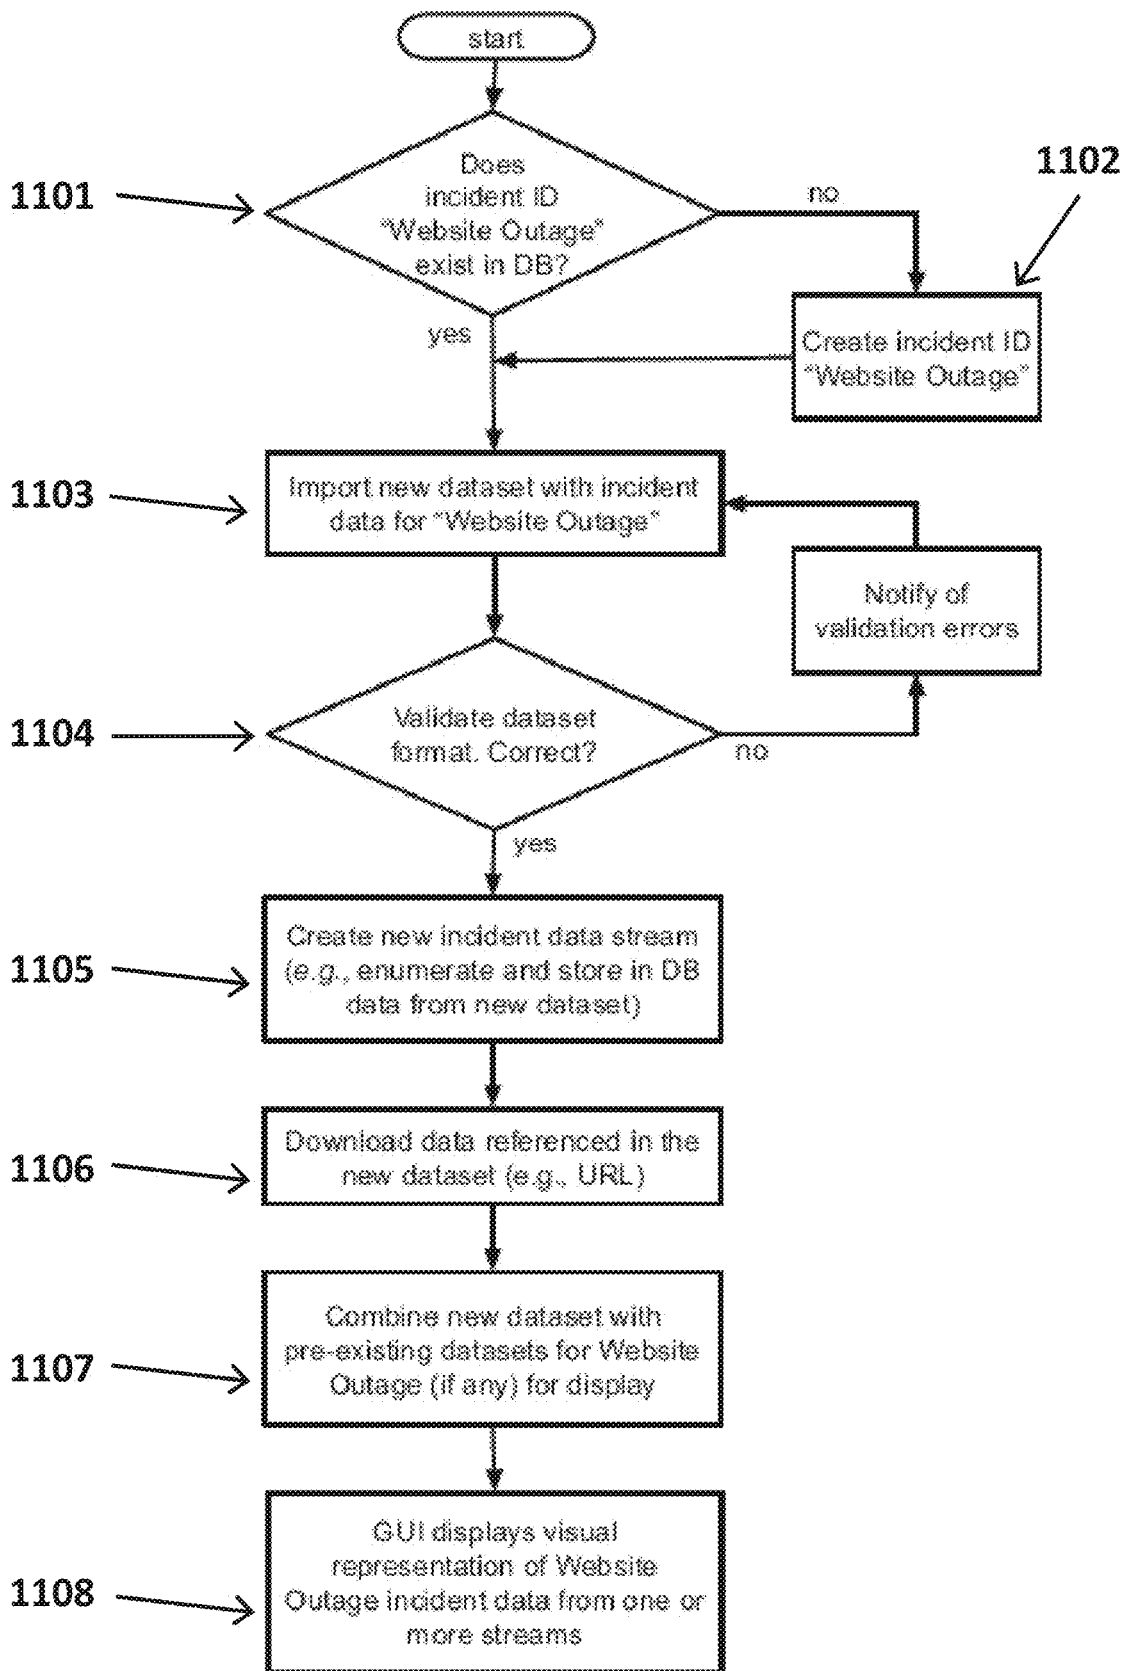 start
1101
Does
incident ID
“Website Outage”
exist in DB?
no
1102
yes
Create incident ID
“Website Outage”
1103
Import new dataset with incident
data for “Website Outage”
Notify of
validation errors
1104
Validate dataset
format. Correct?
no
yes
1105
Create new incident data stream
(e.g., enumerate and store in DB
data from new dataset)
1106
Download data referenced in the
new dataset (e.g., URL)
1107
Combine new dataset with
pre-existing datasets for Website
Outage (if any) for display
1108
GUI displays visual
representation of Website
Outage incident data from one or
more streams